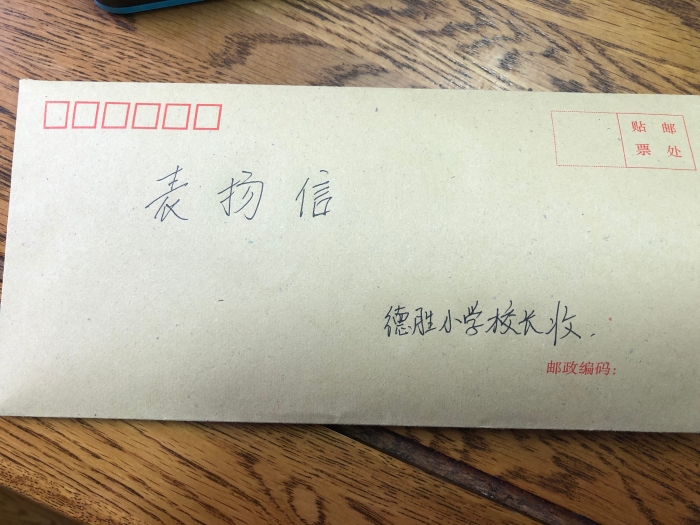 贴 邮
票 处
表扬信
德胜小学校长收.
邮政编码: